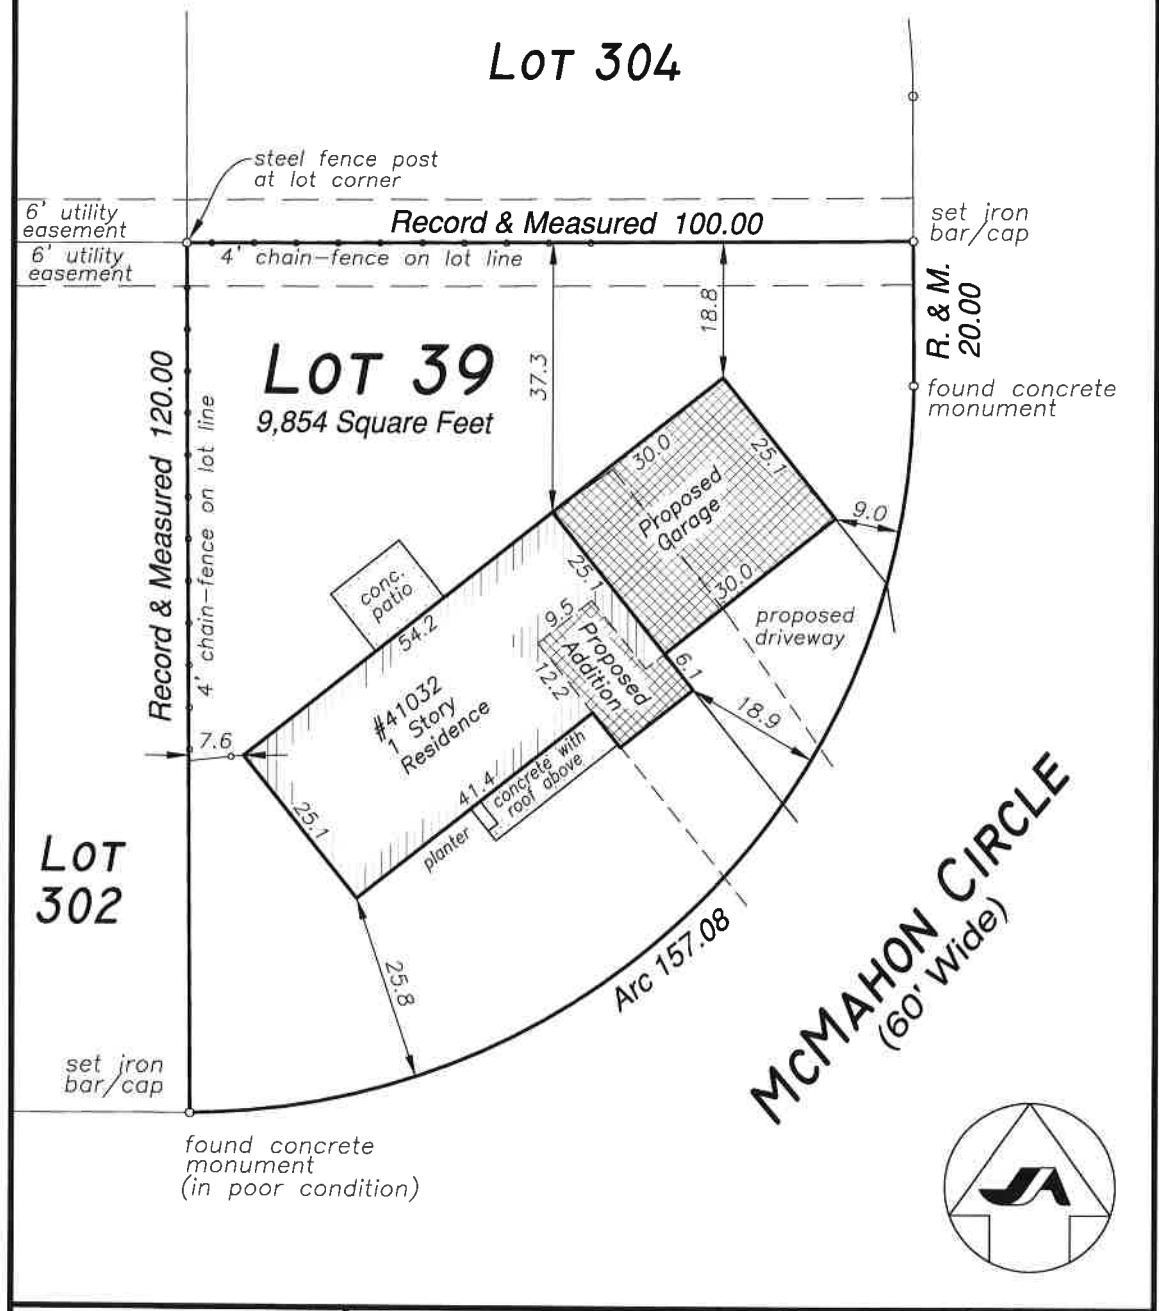 LOT 304
steel fence post
at lot corner
6' utility
easement
Record & Measured 100.00
set iron
bar/cap
6' utility
easement
4' chain-fence on lot line
R. & M.
20.00
18.8
37.3
LOT 39
9,854 Square Feet
Record & Measured 120.00
4' chain-fence on lot line
found concrete
monument
30.0
25.1
Proposed
Garage
9.0
conc.
patio
25.1
30.0
54.2
9.5
Proposed
Addition
proposed
driveway
12.2
6.1
#41032
1 Story
Residence
18.9
7.6
41.4
concrete with
roof above
25.1
planter
LOT
302
25.8
Arc 157.08
MCMAHON CIRCLE
(60' Wide)
set iron
bar/cap
found concrete
monument
(in poor condition)
JA